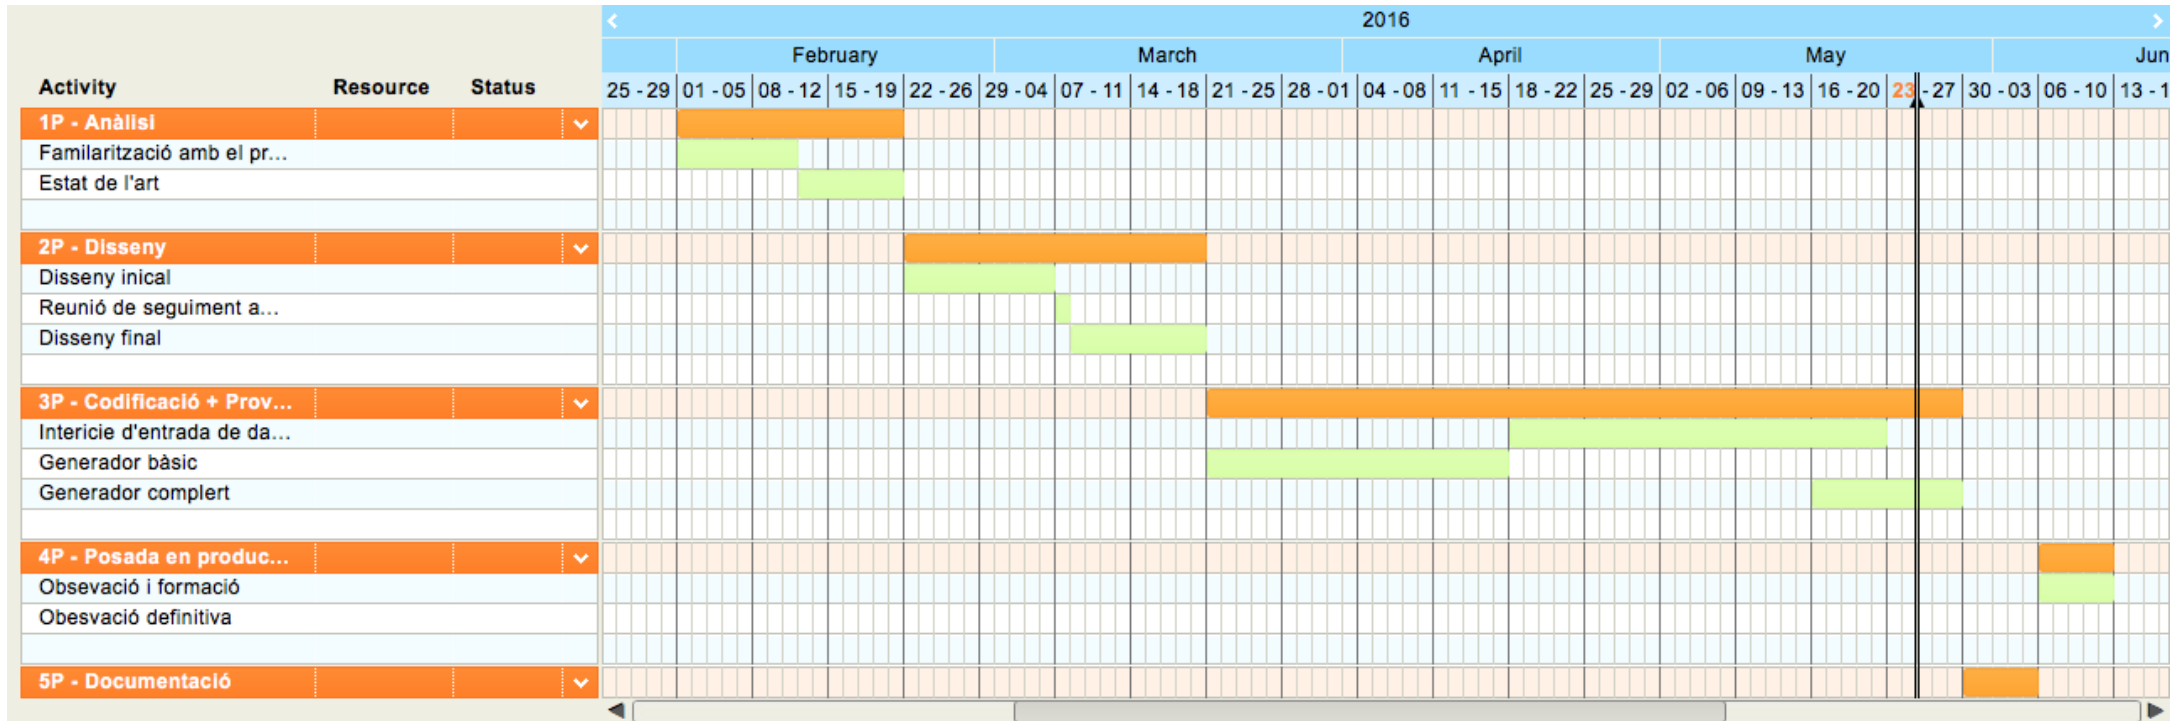 2016
February March April May Jun
Activity Resource Status 25 - 29 01 - 05 08 - 12 15 - 19 22 - 26 29 - 04 07 - 11 14 - 18 21 - 25 28 - 01 04 - 08 11 - 15 18 - 22 25 - 29 02 - 06 09 - 13 16 - 20 23 - 27 30 - 03 06 - 10 13 - 1
1P - Anàlisi
Familarització amb el pr...
Estat de l'art
2P - Disseny
Disseny inical
Reunió de seguiment a...
Disseny final
3P - Codificació + Prov...
Intericie d'entrada de da...
Generador bàsic
Generador complert
4P - Posada en produc...
Obsevació i formació
Obesvació definitiva
5P - Documentació